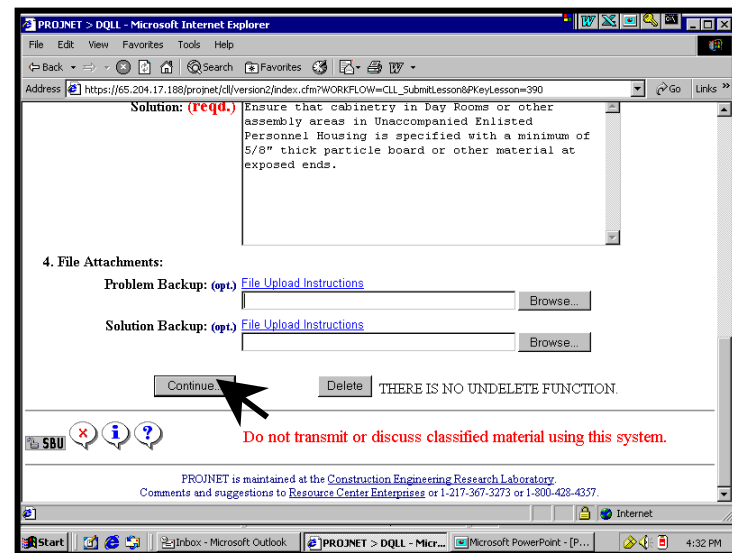 PROJNET > DQLL - Microsoft Internet Explorer
File Edit View Favorites Tools Help
Back Search Favorites
Address https://65.204.17.188/projnet/cll/version2/index.cfm?WORKFLOW=CLL_SubmitLesson&PKeyLesson=390 Go Links »
Solution: (reqd.)
Ensure that cabinetry in Day Rooms or other
assembly areas in Unaccompanied Enlisted
Personnel Housing is specified with a minimum of
5/8" thick particle board or other material at
exposed ends.
4. File Attachments:
Problem Backup: (opt.) File Upload Instructions
Browse...
Solution Backup: (opt.) File Upload Instructions
Browse...
Continue... Delete THERE IS NO UNDELETE FUNCTION.
SBU X i ? Do not transmit or discuss classified material using this system.
PROJNET is maintained at the Construction Engineering Research Laboratory.
Comments and suggestions to Resource Center Enterprises or 1-217-367-3273 or 1-800-428-4357.
Internet
Start Inbox - Microsoft Outlook PROJNET > DQLL - Micr... Microsoft PowerPoint - [P... 4:32 PM